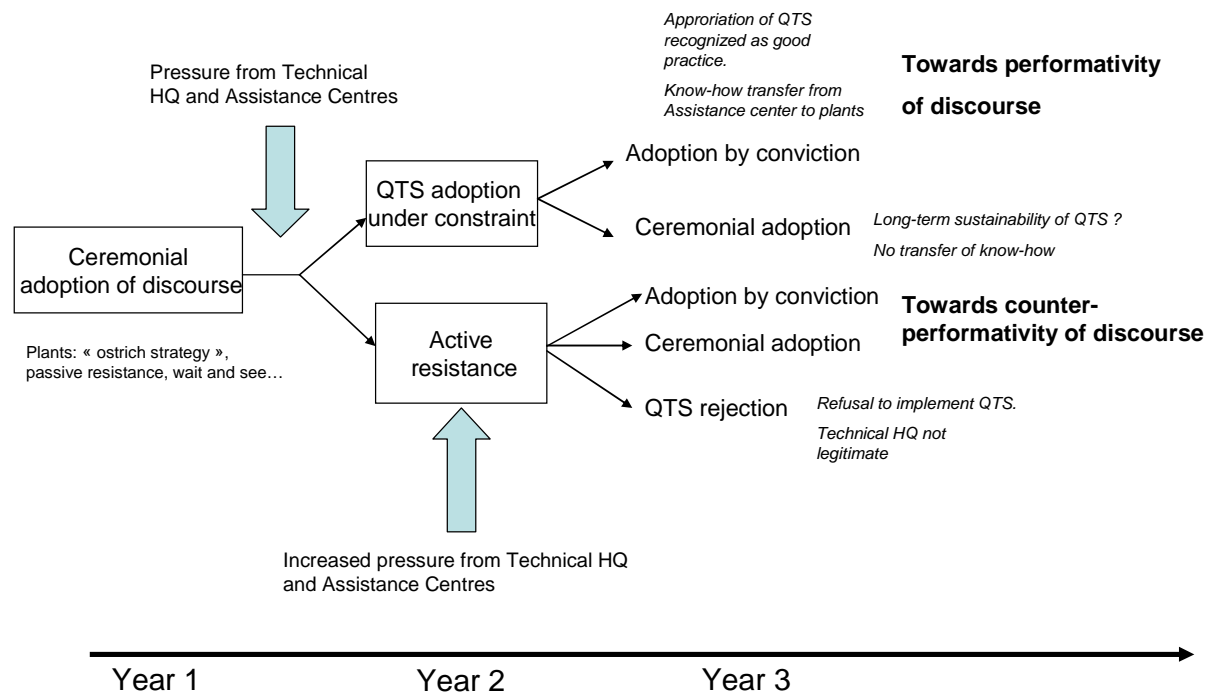 Approriation of QTS
recognized as good
practice.
Know-how transfer from
Assistance center to plants
Towards performativity
of discourse
Pressure from Technical
HQ and Assistance Centres
Adoption by conviction
QTS adoption
under constraint
Ceremonial adoption
Long-term sustainability of QTS ?
No transfer of know-how
Ceremonial
adoption of discourse
Adoption by conviction
Towards counter-
performativity of discourse
Plants: « ostrich strategy »,
passive resistance, wait and see…
Active
resistance
Ceremonial adoption
QTS rejection
Refusal to implement QTS.
Technical HQ not
legitimate
Increased pressure from Technical HQ
and Assistance Centres
Year 1
Year 2
Year 3